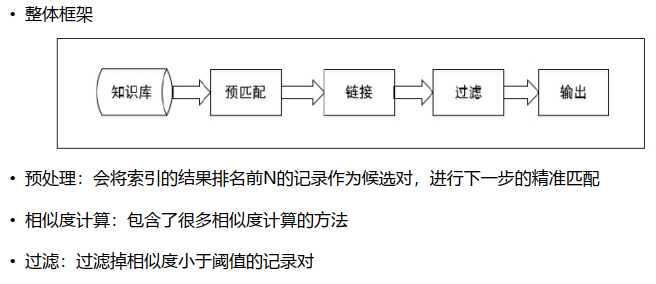 • 整体框架
知识库 预匹配 链接 过滤 输出
• 预处理：会将索引的结果排名前N的记录作为候选对，进行下一步的精准匹配
• 相似度计算：包含了很多相似度计算的方法
• 过滤：过滤掉相似度小于阈值的记录对